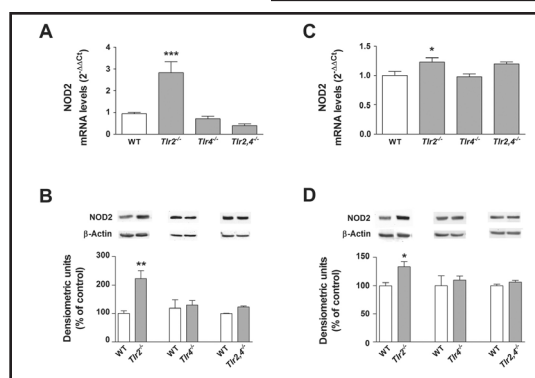 A
***
NOD2
mRNA levels (2^-ΔΔCt)
4
3
2
1
0
WT
Tlr2-/-
Tlr4-/-
Tlr2,4-/-
C
*
NOD2
mRNA levels (2^-ΔΔCt)
1.5
1.0
0.5
0.0
WT
Tlr2-/-
Tlr4-/-
Tlr2,4-/-
B
NOD2
β-Actin
Densiometric units
(% of control)
300
200
100
0
**
WT
Tlr2-/-
WT
Tlr4-/-
WT
Tlr2,4-/-
D
NOD2
β-Actin
Densiometric units
(% of control)
150
100
50
0
*
WT
Tlr2-/-
WT
Tlr4-/-
WT
Tlr2,4-/-